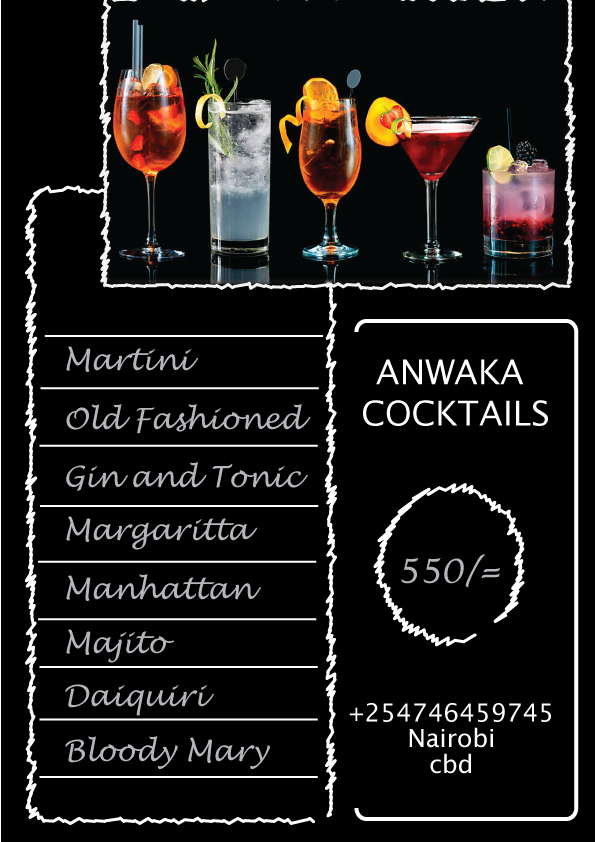 Martini
Old Fashioned
Gin and Tonic
Margaritta
Manhattan
Majito
Daiquiri
Bloody Mary
ANWAKA
COCKTAILS
550/=
+254746459745
Nairobi
cbd